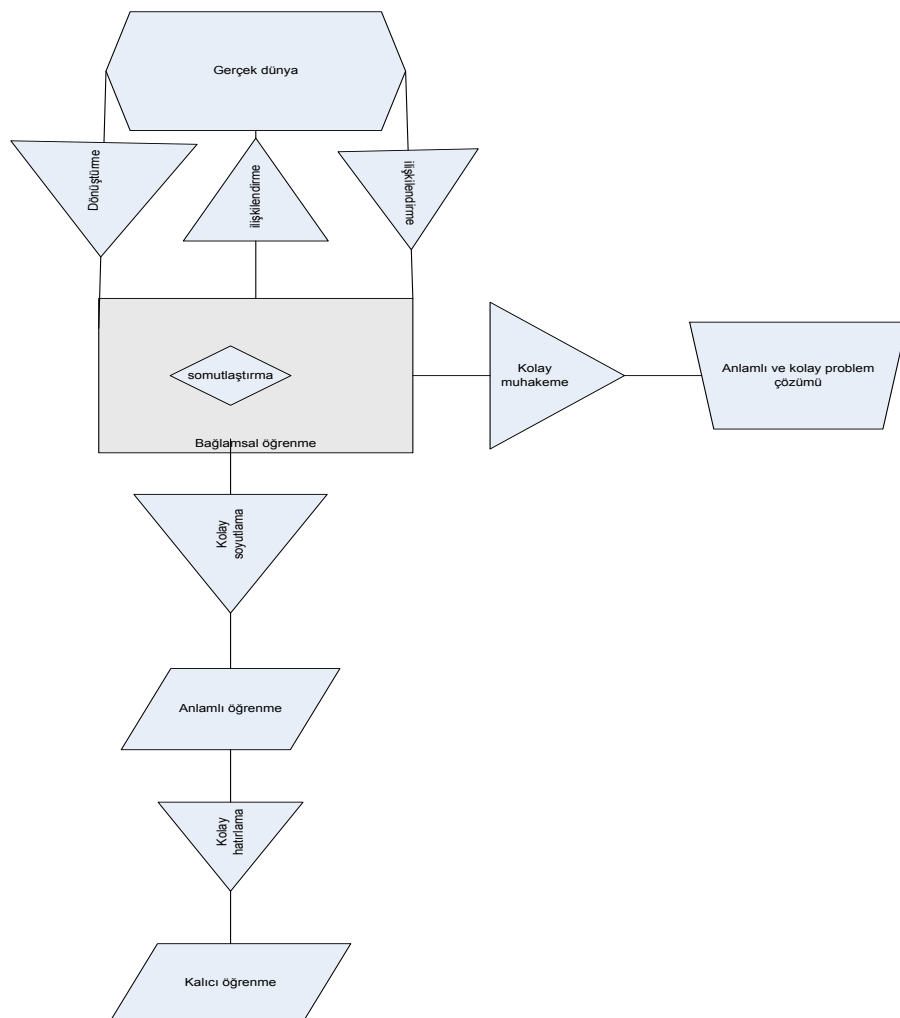 Gerçek dünya
Dönüştürme
ilişkilendirme
ilişkilendirme
somutlaştırma
Bağlamsal öğrenme
Kolay
muhakeme
Anlamlı ve kolay problem
çözümü
Kolay
soyutlama
Anlamlı öğrenme
Kolay
hatırlama
Kalıcı öğrenme